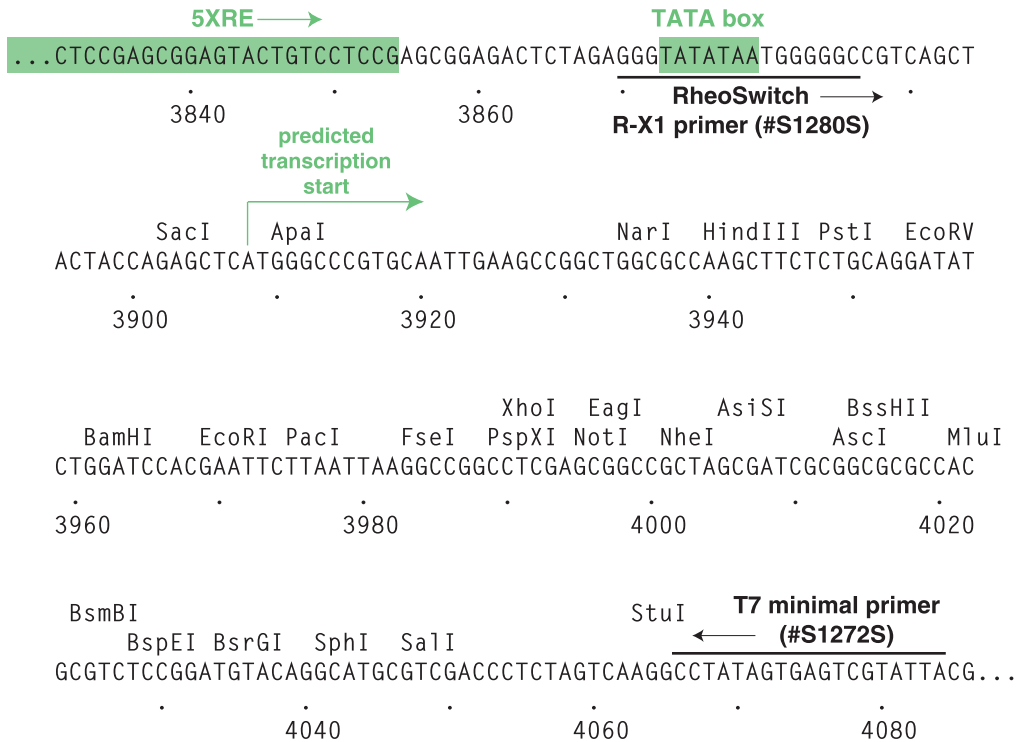 5XRE TATA box
...CTCCGAGCGGAGTACTGTCCTCCGAGCGGAGACTCTAGAGGGTATATAATGGGGGCCGTCAGCT
RheoSwitch
3840 3860 R-X1 primer (#S1280S)
predicted
transcription
start
SacI ApaI NarI HindIII PstI EcoRV
ACTACCAGAGCTCATGGGCCCGTGCAATTGAAGCCGGCTGGCGCCAAGCTTCTCTGCAGGATAT
3900 3920 3940
XhoI EagI AsiSI BssHII
BamHI EcoRI PacI FseI PspXI NotI NheI AscI MluI
CTGGATCCACGAATTCTTAATTAAGGCCGGCCTCGAGCGGCCGCTAGCGATCGCGGCGCGCCAC
3960 3980 4000 4020
BsmBI StuI T7 minimal primer
BspEI BsrGI SphI SalI (#S1272S)
GCGTCTCCGGATGTACAGGCATGCGTCGACCCTCTAGTCAAGGCCTATAGTGAGTCGTATTACG...
4040 4060 4080